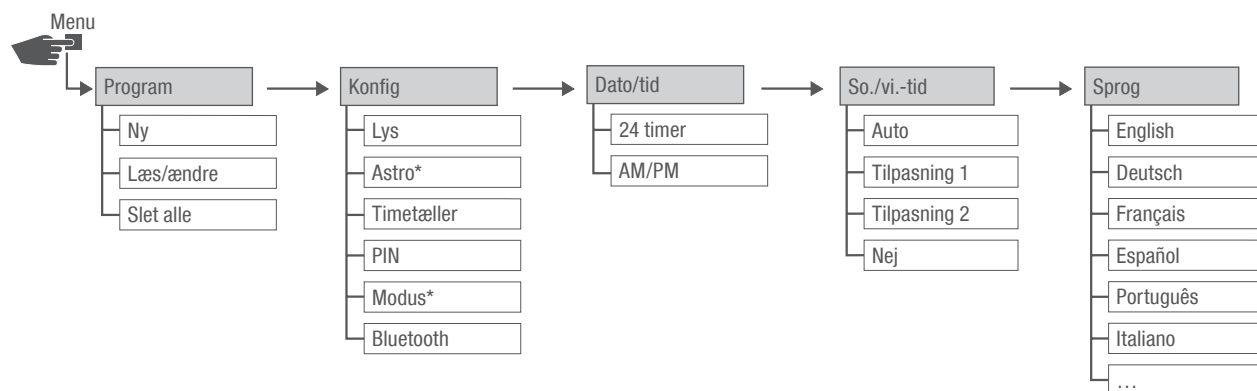 Menu
Program
Ny
Læs/ændre
Slet alle
Konfig
Lys
Astro*
Timetæller
PIN
Modus*
Bluetooth
Dato/tid
24 timer
AM/PM
So./vi.-tid
Auto
Tilpasning 1
Tilpasning 2
Nej
Sprog
English
Deutsch
Français
Español
Português
Italiano
...